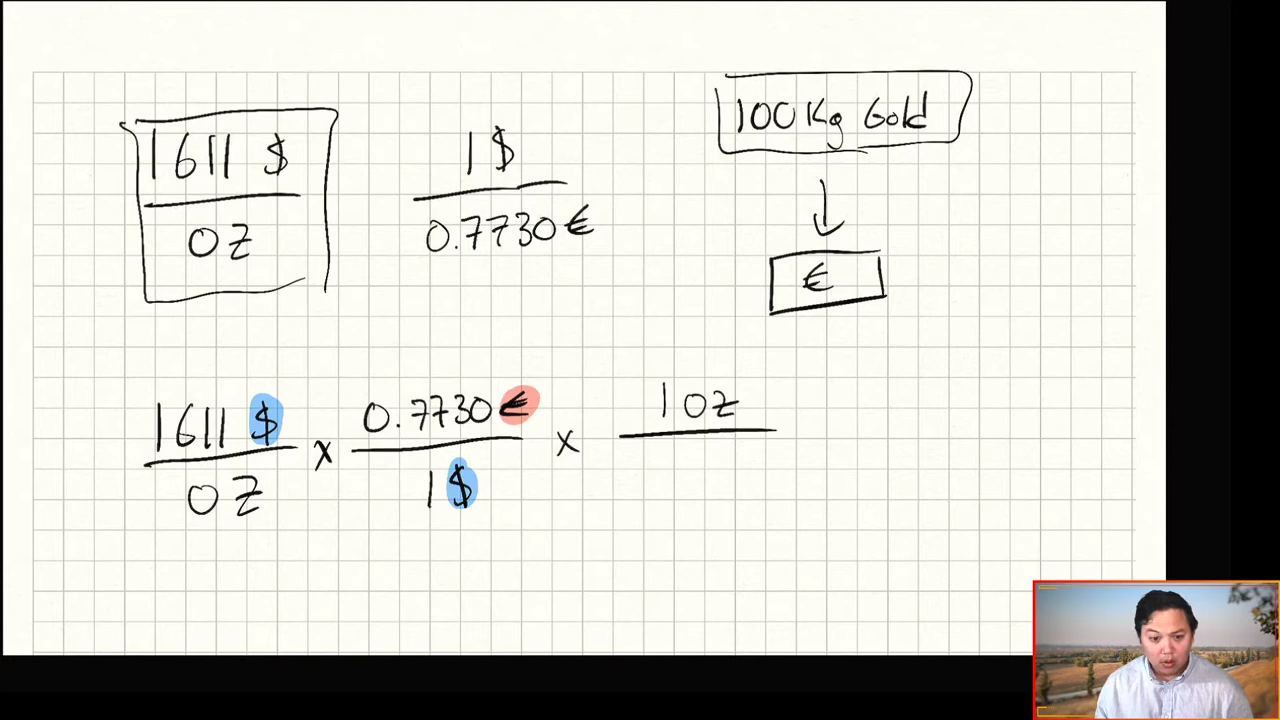 1611 $
oz
1 $
0.7730 €
100 Kg Gold
€
1611 $
oz
x
0.7730 €
1 $
x
1 oz